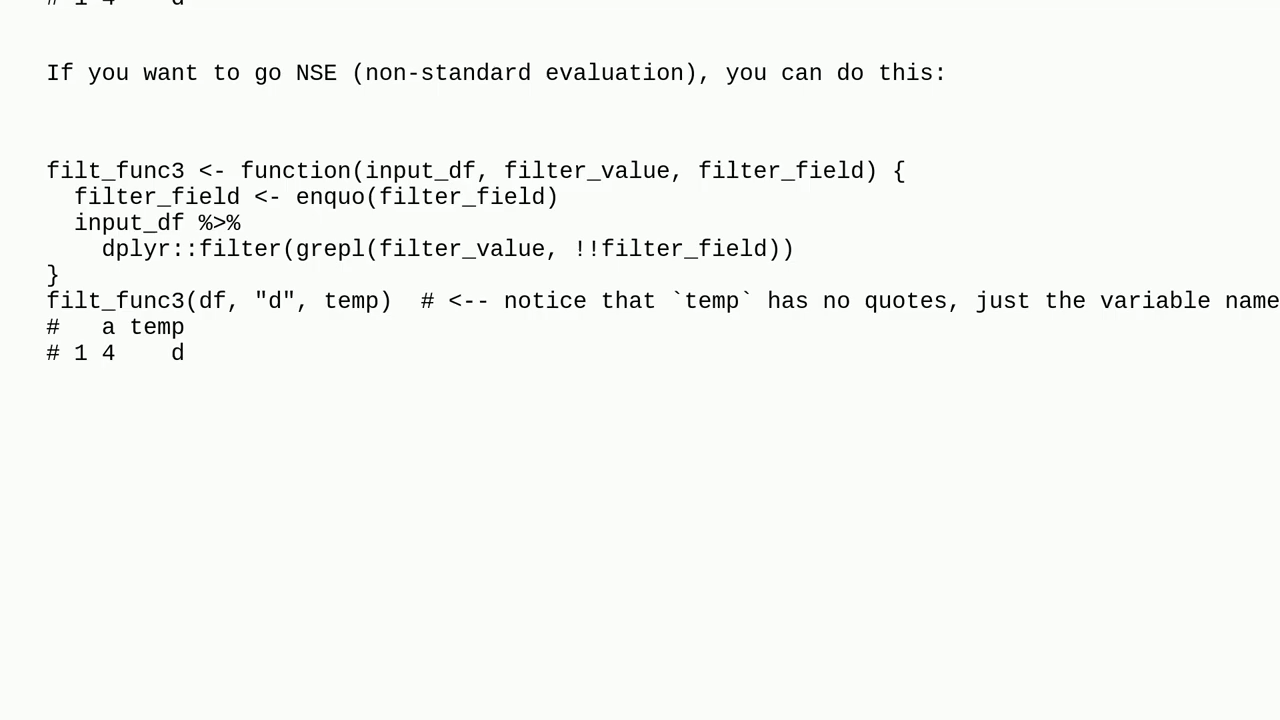 # 1 4    d
If you want to go NSE (non-standard evaluation), you can do this:
filt_func3 <- function(input_df, filter_value, filter_field) {
  filter_field <- enquo(filter_field)
  input_df %>%
    dplyr::filter(grepl(filter_value, !!filter_field))
}
filt_func3(df, "d", temp)  # <-- notice that `temp` has no quotes, just the variable name
#   a temp
# 1 4    d